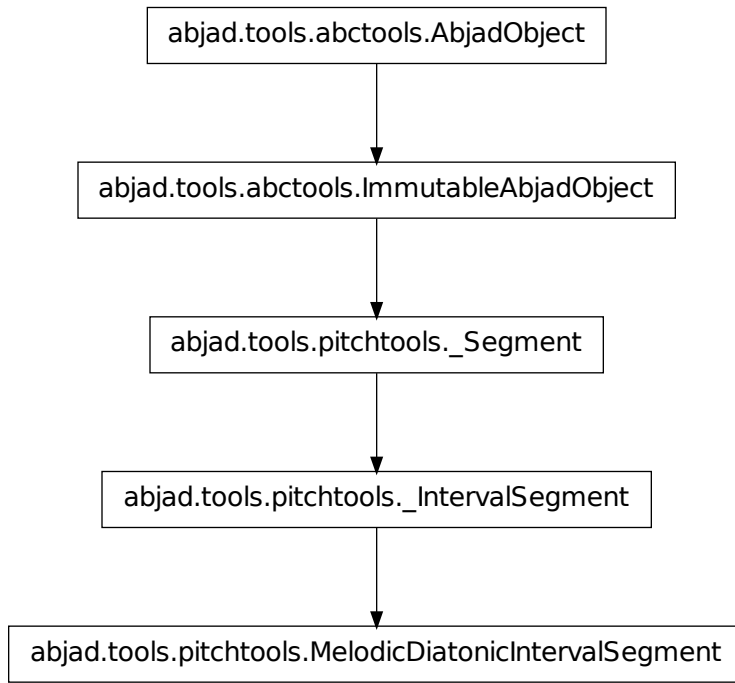 abjad.tools.abctools.AbjadObject
abjad.tools.abctools.ImmutableAbjadObject
abjad.tools.pitchtools._Segment
abjad.tools.pitchtools._IntervalSegment
abjad.tools.pitchtools.MelodicDiatonicIntervalSegment